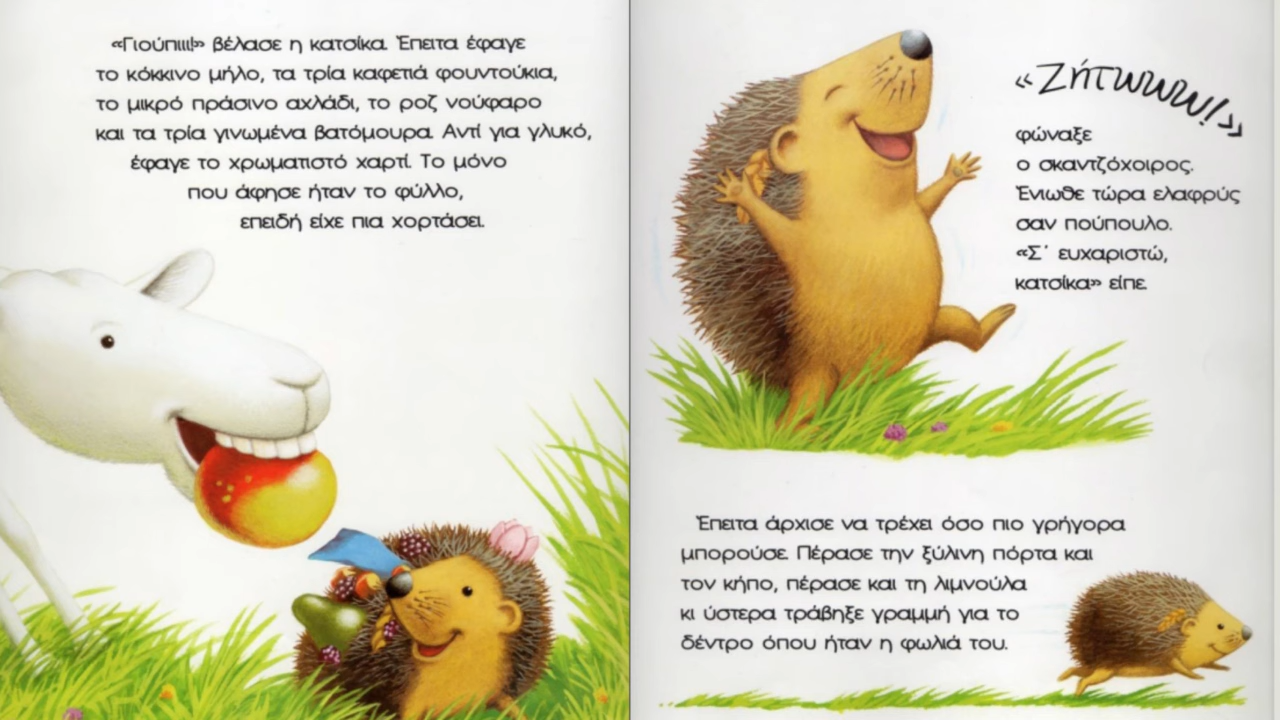 «Γιούπιιι!» βέλασε η κατσίκα. Έπειτα έφαγε
το κόκκινο μήλο, τα τρία καφετιά φουντούκια,
το μικρό πράσινο αχλάδι, το ροζ νούφαρο
και τα τρία γινωμένα βατόμουρα. Αντί για γλυκό,
έφαγε το χρωματιστό χαρτί. Το μόνο
που άφησε ήταν το φύλλο,
επειδή είχε πια χορτάσει.
«Ζήτωωω!»
φώναξε
ο σκαντζόχοιρος.
Ένιωθε τώρα ελαφρύς
σαν πούπουλο.
«Σ' ευχαριστώ,
κατσίκα» είπε.
Έπειτα άρχισε να τρέχει όσο πιο γρήγορα
μπορούσε. Πέρασε την ξύλινη πόρτα και
τον κήπο, πέρασε και τη λιμνούλα
κι ύστερα τράβηξε γραμμή για το
δέντρο όπου ήταν η φωλιά του.